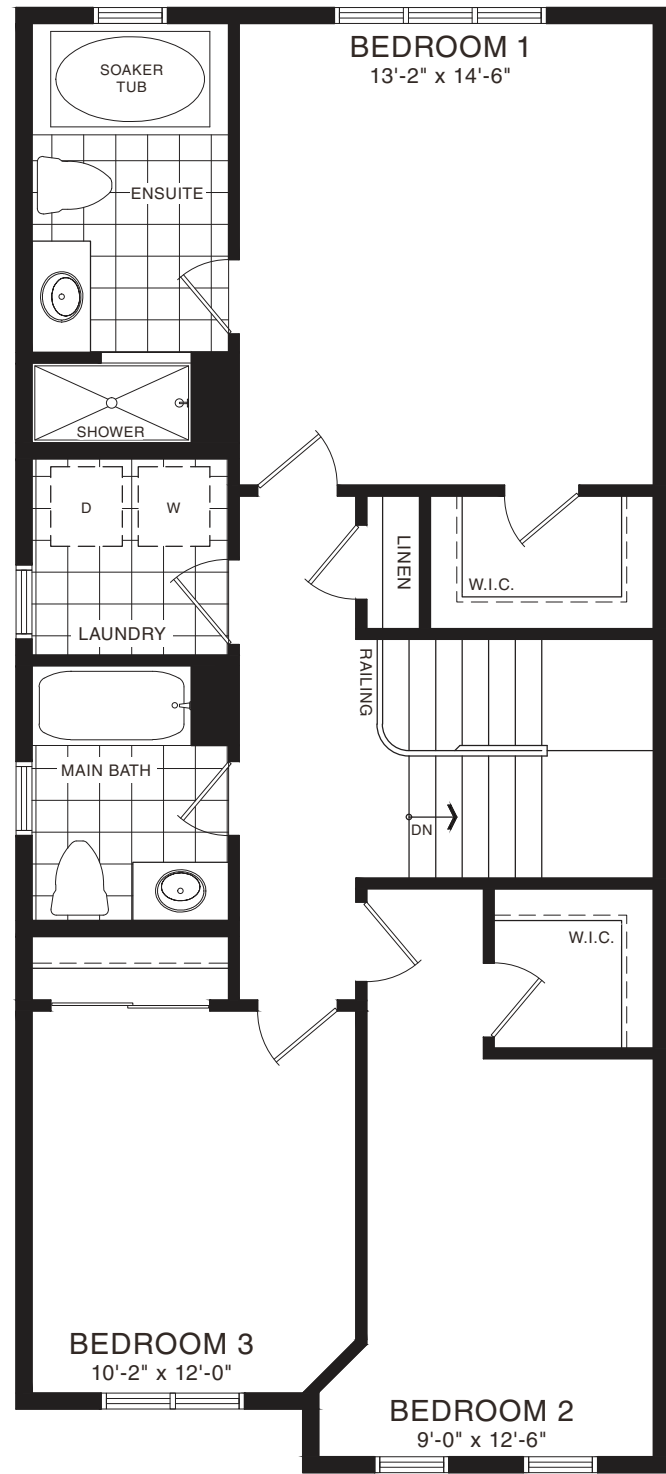 BEDROOM 1
13'-2" x 14'-6"
SOAKER
TUB
ENSUITE
SHOWER
D
W
LINEN
W.I.C.
LAUNDRY
RAILING
MAIN BATH
DN
W.I.C.
BEDROOM 3
10'-2" x 12'-0"
BEDROOM 2
9'-0" x 12'-6"